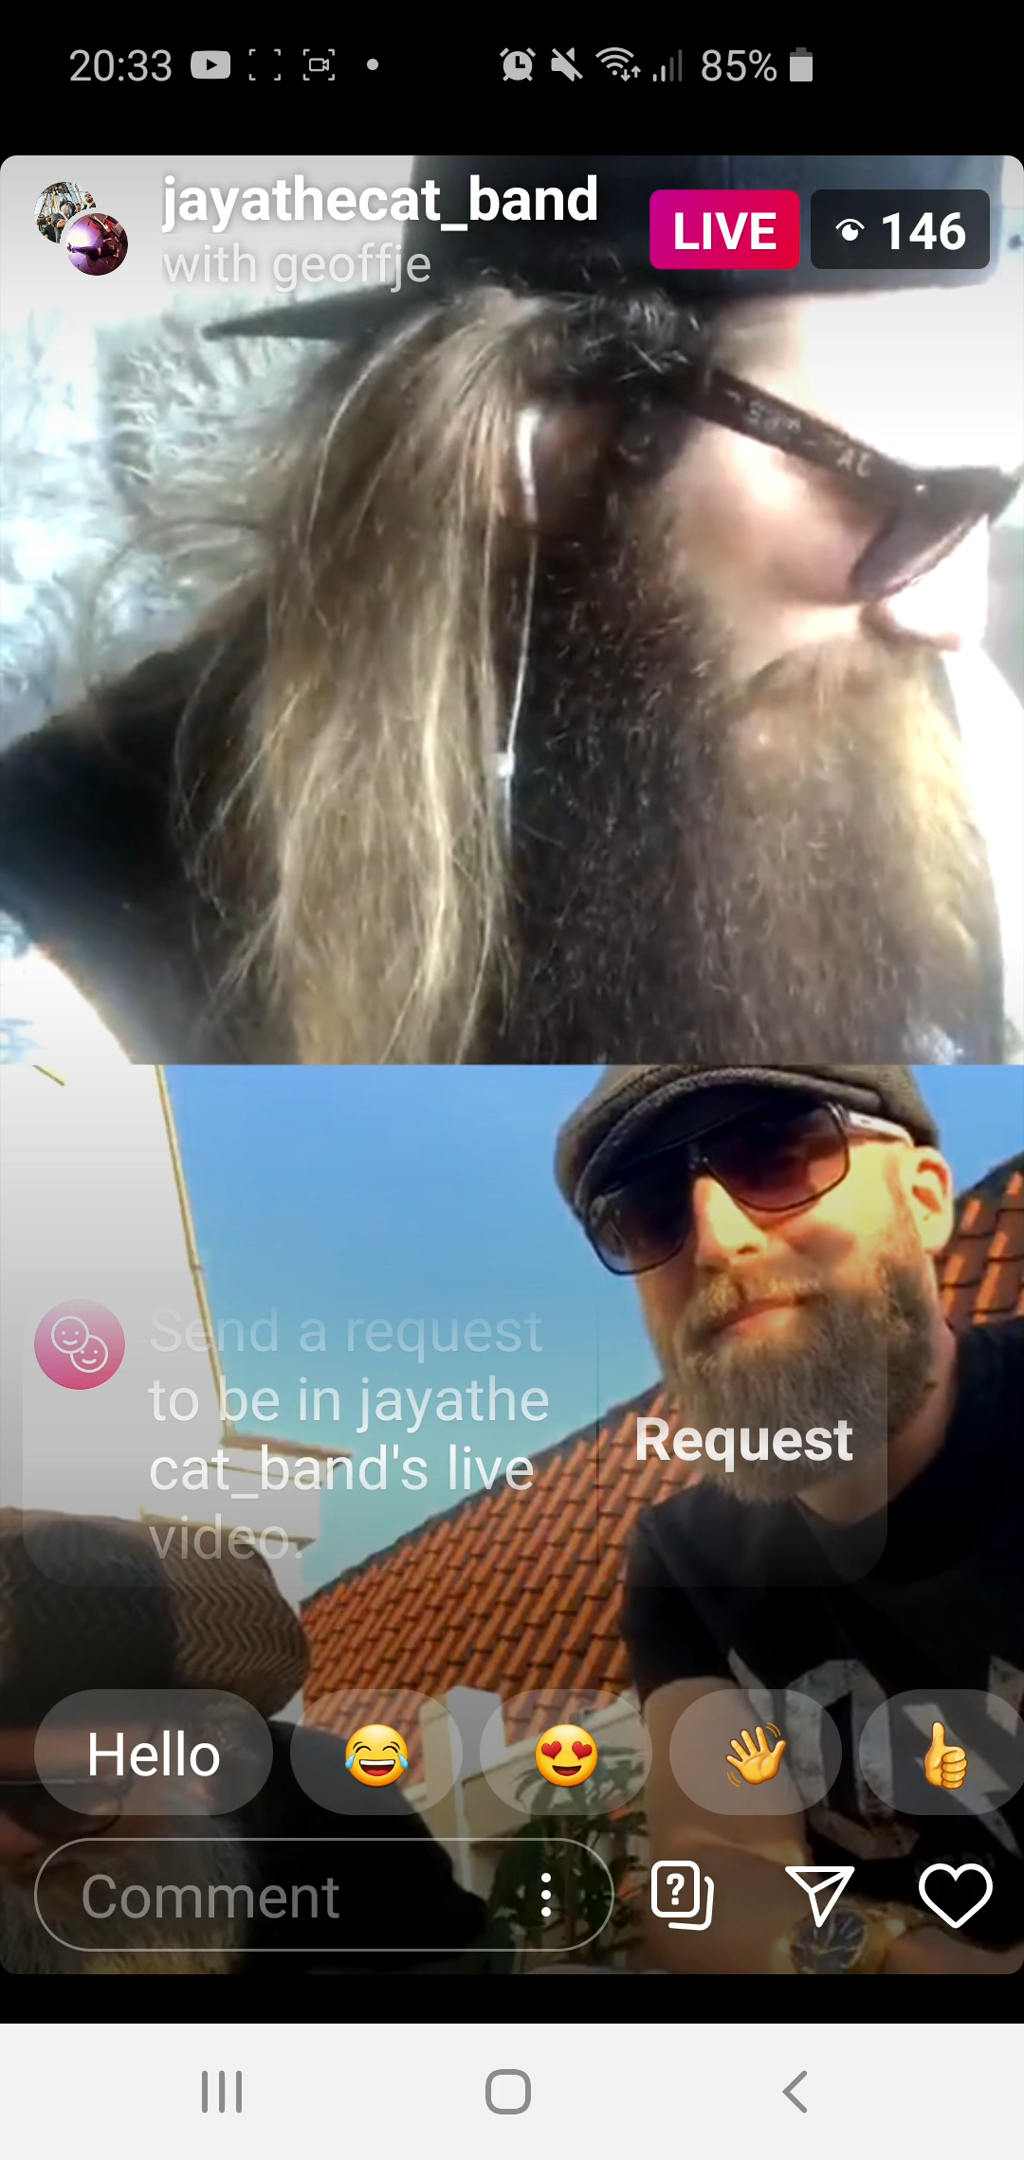 20:33
85%
jayathecat_band
with geoffje
LIVE
146
Send a request
to be in jayathe
cat_band's live
video.
Request
Hello
Comment